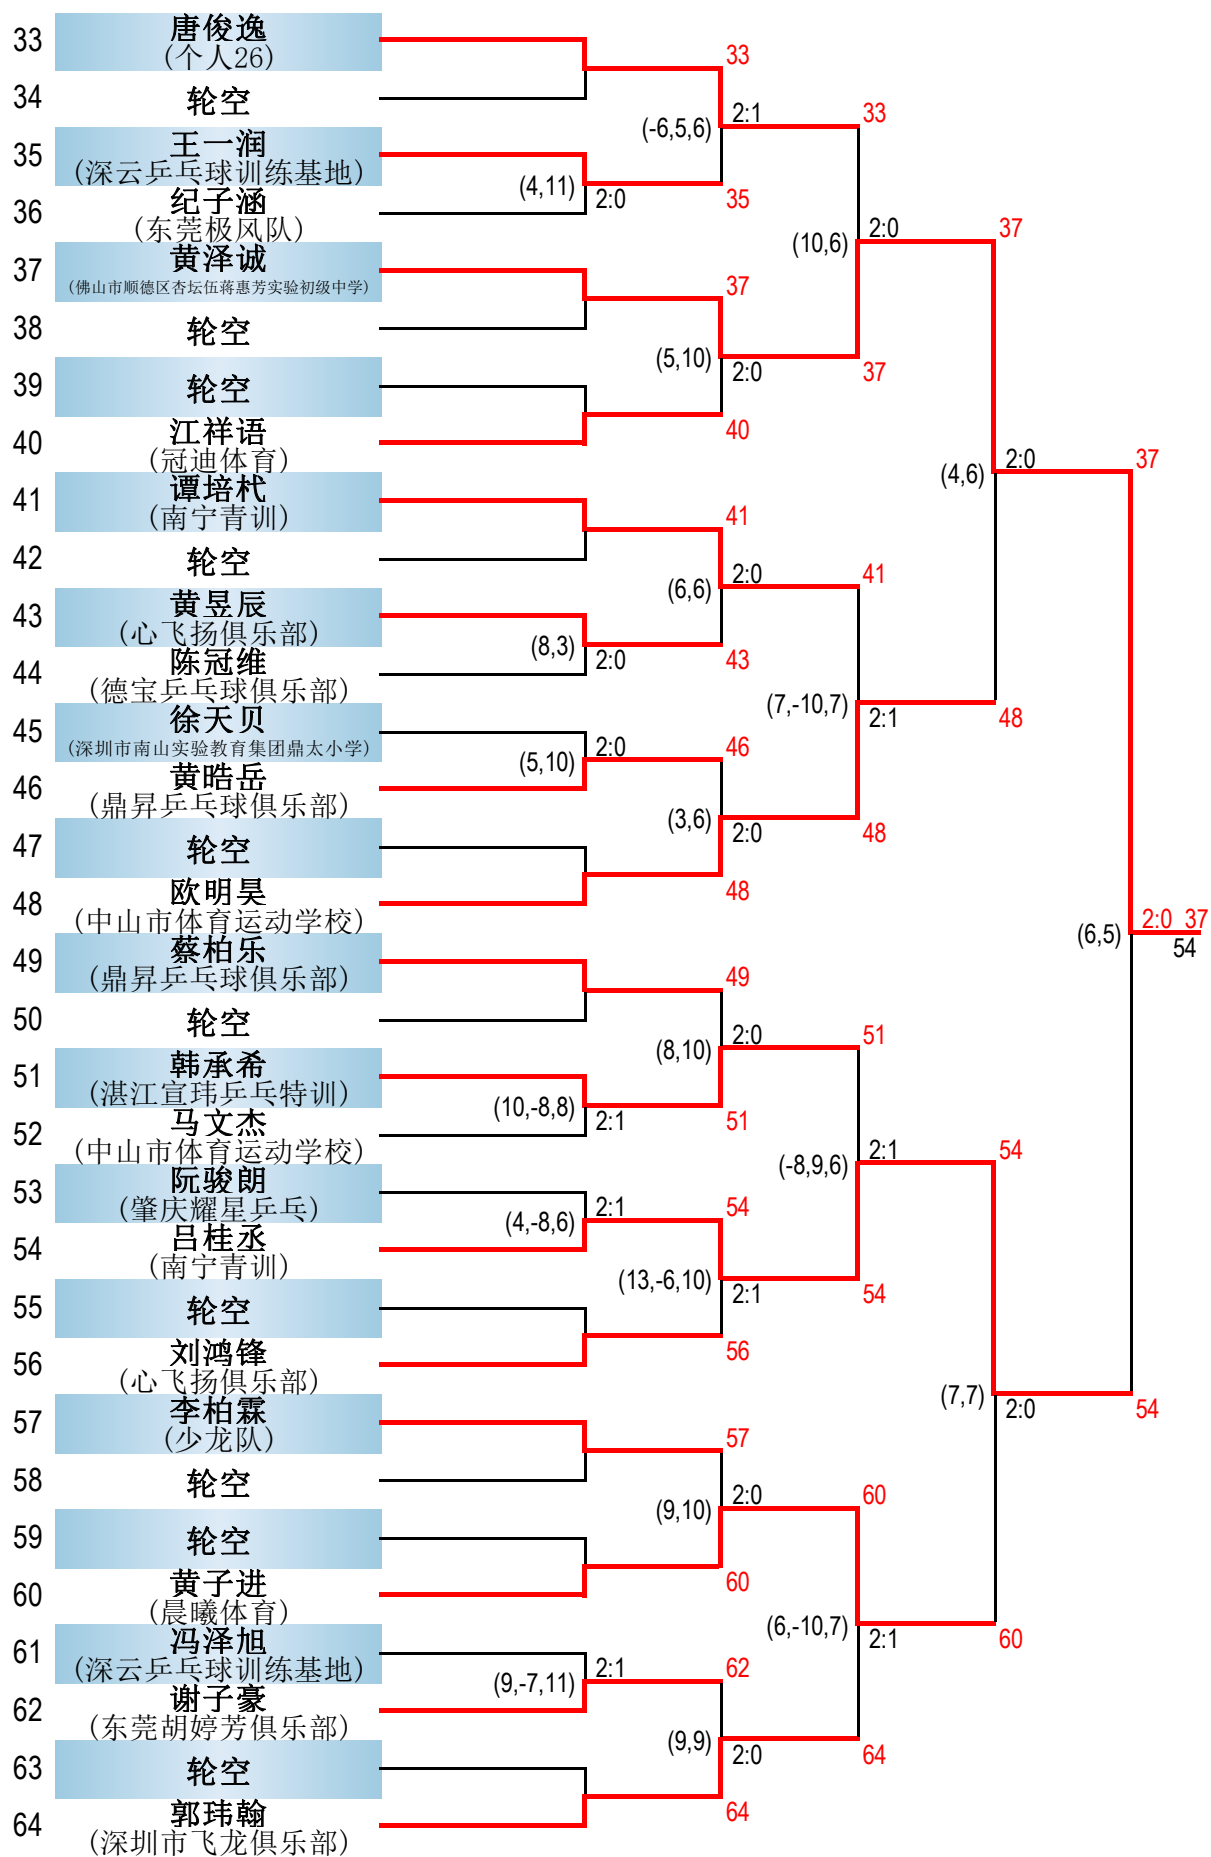 33 唐俊逸
(个人26)
34 轮空
35 王一润
(深云乒乓球训练基地)
36 纪子涵
(东莞极风队)
37 黄泽诚
(佛山市顺德区杏坛伍蒋惠芳实验初级中学)
38 轮空
39 轮空
40 江祥语
(冠迪体育)
41 谭培杙
(南宁青训)
42 轮空
43 黄昱辰
(心飞扬俱乐部)
44 陈冠维
(德宝乒乓球俱乐部)
45 徐天贝
(深圳市南山实验教育集团鼎太小学)
46 黄晧岳
(鼎昇乒乓球俱乐部)
47 轮空
48 欧明昊
(中山市体育运动学校)
49 蔡柏乐
(鼎昇乒乓球俱乐部)
50 轮空
51 韩承希
(湛江宣玮乒乓特训)
52 马文杰
(中山市体育运动学校)
53 阮骏朗
(肇庆耀星乒乓)
54 吕桂丞
(南宁青训)
55 轮空
56 刘鸿锋
(心飞扬俱乐部)
57 李柏霖
(少龙队)
58 轮空
59 轮空
60 黄子进
(晨曦体育)
61 冯泽旭
(深云乒乓球训练基地)
62 谢子豪
(东莞胡婷芳俱乐部)
63 轮空
64 郭玮翰
(深圳市飞龙俱乐部)
(4,11) 2:0
(8,3) 2:0
2:0
(5,10)
(10,-8,8) 2:1
2:1
(4,-8,6)
2:1
(9,-7,11)
33
2:1
(-6,5,6)
35
37
(5,10)
2:0
40
41
2:0
(6,6)
43
46
(3,6)
2:0
48
49
2:0
(8,10)
51
54
(13,-6,10)
2:1
56
57
2:0
(9,10)
60
62
(9,9)
2:0
64
33
2:0
(10,6)
37
41
(7,-10,7)
2:1
48
51
2:1
(-8,9,6)
54
60
(6,-10,7)
2:1
64
37
2:0
(4,6)
48
54
(7,7)
2:0
60
37
2:0 37
(6,5)
54
54